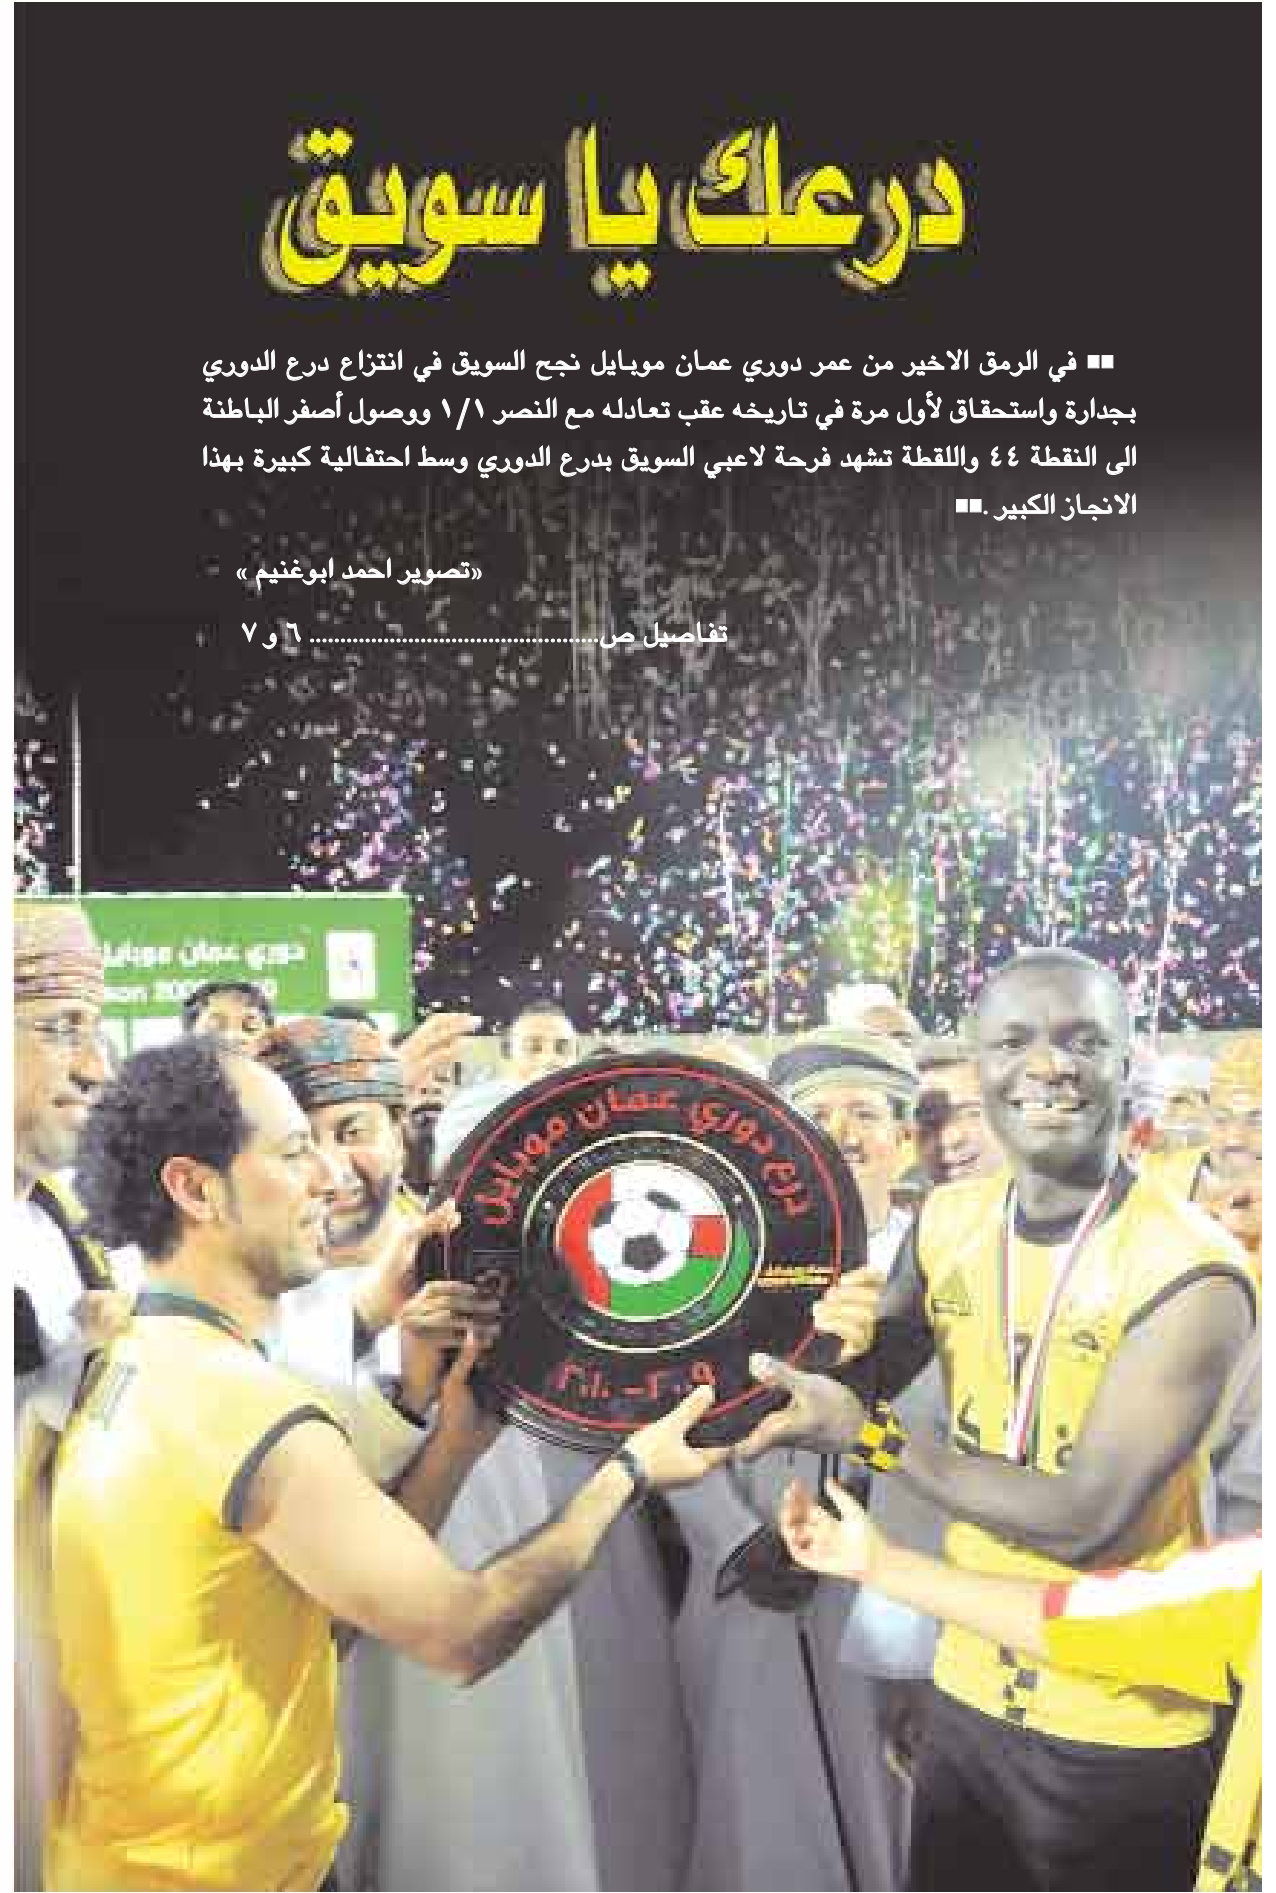 درعك يا سويق
■■ في الرمق الاخير من عمر دوري عمان موبايل نجح السويق في انتزاع درع الدوري
بجدارة واستحقاق لأول مرة في تاريخه عقب تعادله مع النصر ١/١ ووصول أصفر الباطنة
الى النقطة ٤٤ واللقطة تشهد فرحة لاعبي السويق بدرع الدوري وسط احتفالية كبيرة بهذا
الانجاز الكبير .■■
«تصوير احمد ابوغنيم »
تفاصيل ص............................................... ٦ و ٧
دوري عمان موبايل
درع دوري عمان موبايل